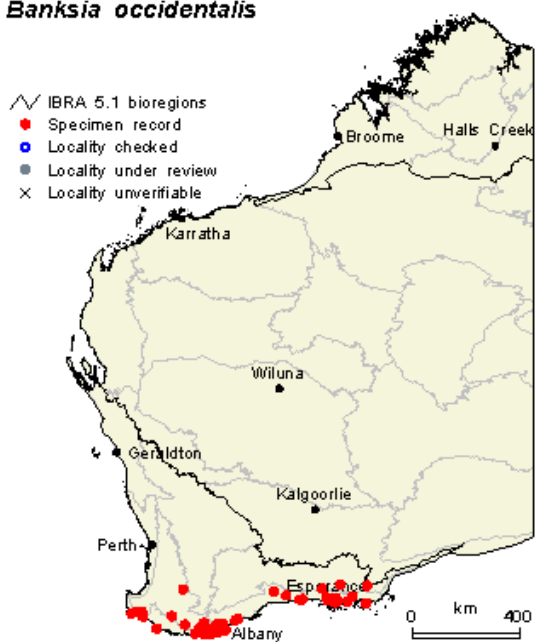 Banksia occidentalis
IBRA 5.1 bioregions
Specimen record
Locality checked
Locality under review
Locality unverifiable
Broome
Halls Creek
Karratha
Wiluna
Geraldton
Kalgoorlie
Perth
Esperance
Albany
0 km 400